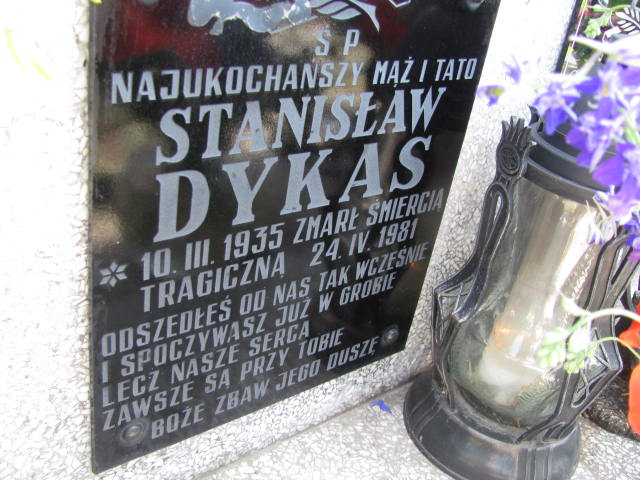 Ś P
NAJUKOCHAŃSZY MĄŻ I TATO
STANISŁAW
DYKAS
* 10. III. 1935 ZMARŁ ŚMIERCIĄ
TRAGICZNĄ 24. IV. 1981
ODSZEDŁEŚ OD NAS TAK WCZEŚNIE
I SPOCZYWASZ JUŻ W GROBIE
LECZ NASZE SERCA
ZAWSZE SĄ PRZY TOBIE
BOŻE ZBAW JEGO DUSZĘ